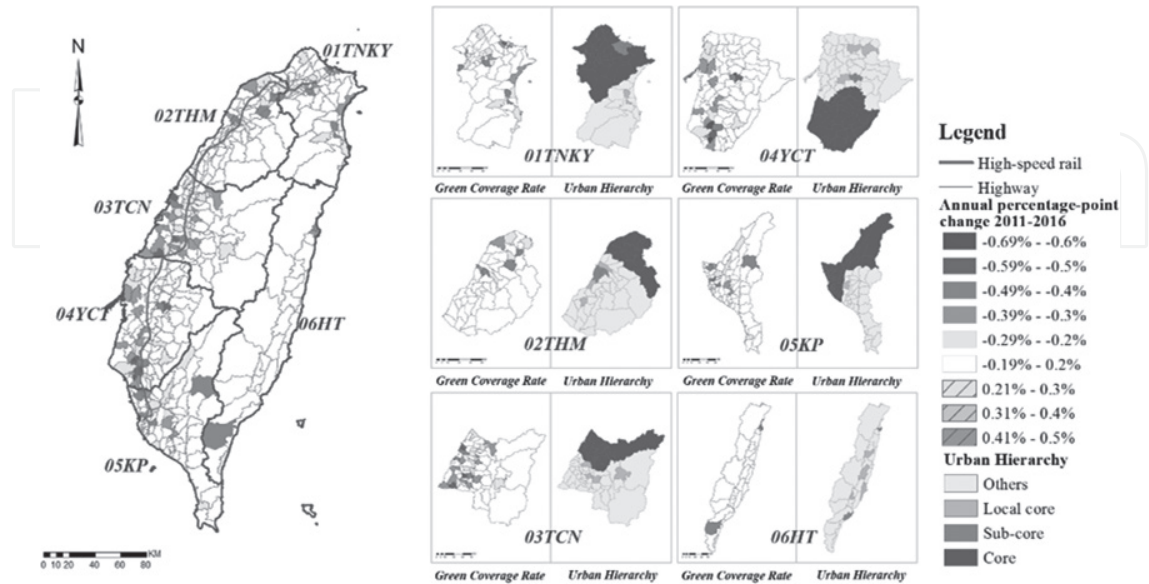 N
01TNKY
02THM
03TCN
04YCT
06HT
05KP
0 10 20 40 60 80 KM
01TNKY
Green Coverage Rate Urban Hierarchy
04YCT
Green Coverage Rate Urban Hierarchy
02THM
Green Coverage Rate Urban Hierarchy
05KP
Green Coverage Rate Urban Hierarchy
03TCN
Green Coverage Rate Urban Hierarchy
06HT
Green Coverage Rate Urban Hierarchy
Legend
High-speed rail
Highway
Annual percentage-point
change 2011-2016
-0.69% - -0.6%
-0.59% - -0.5%
-0.49% - -0.4%
-0.39% - -0.3%
-0.29% - -0.2%
-0.19% - 0.2%
0.21% - 0.3%
0.31% - 0.4%
0.41% - 0.5%
Urban Hierarchy
Others
Local core
Sub-core
Core